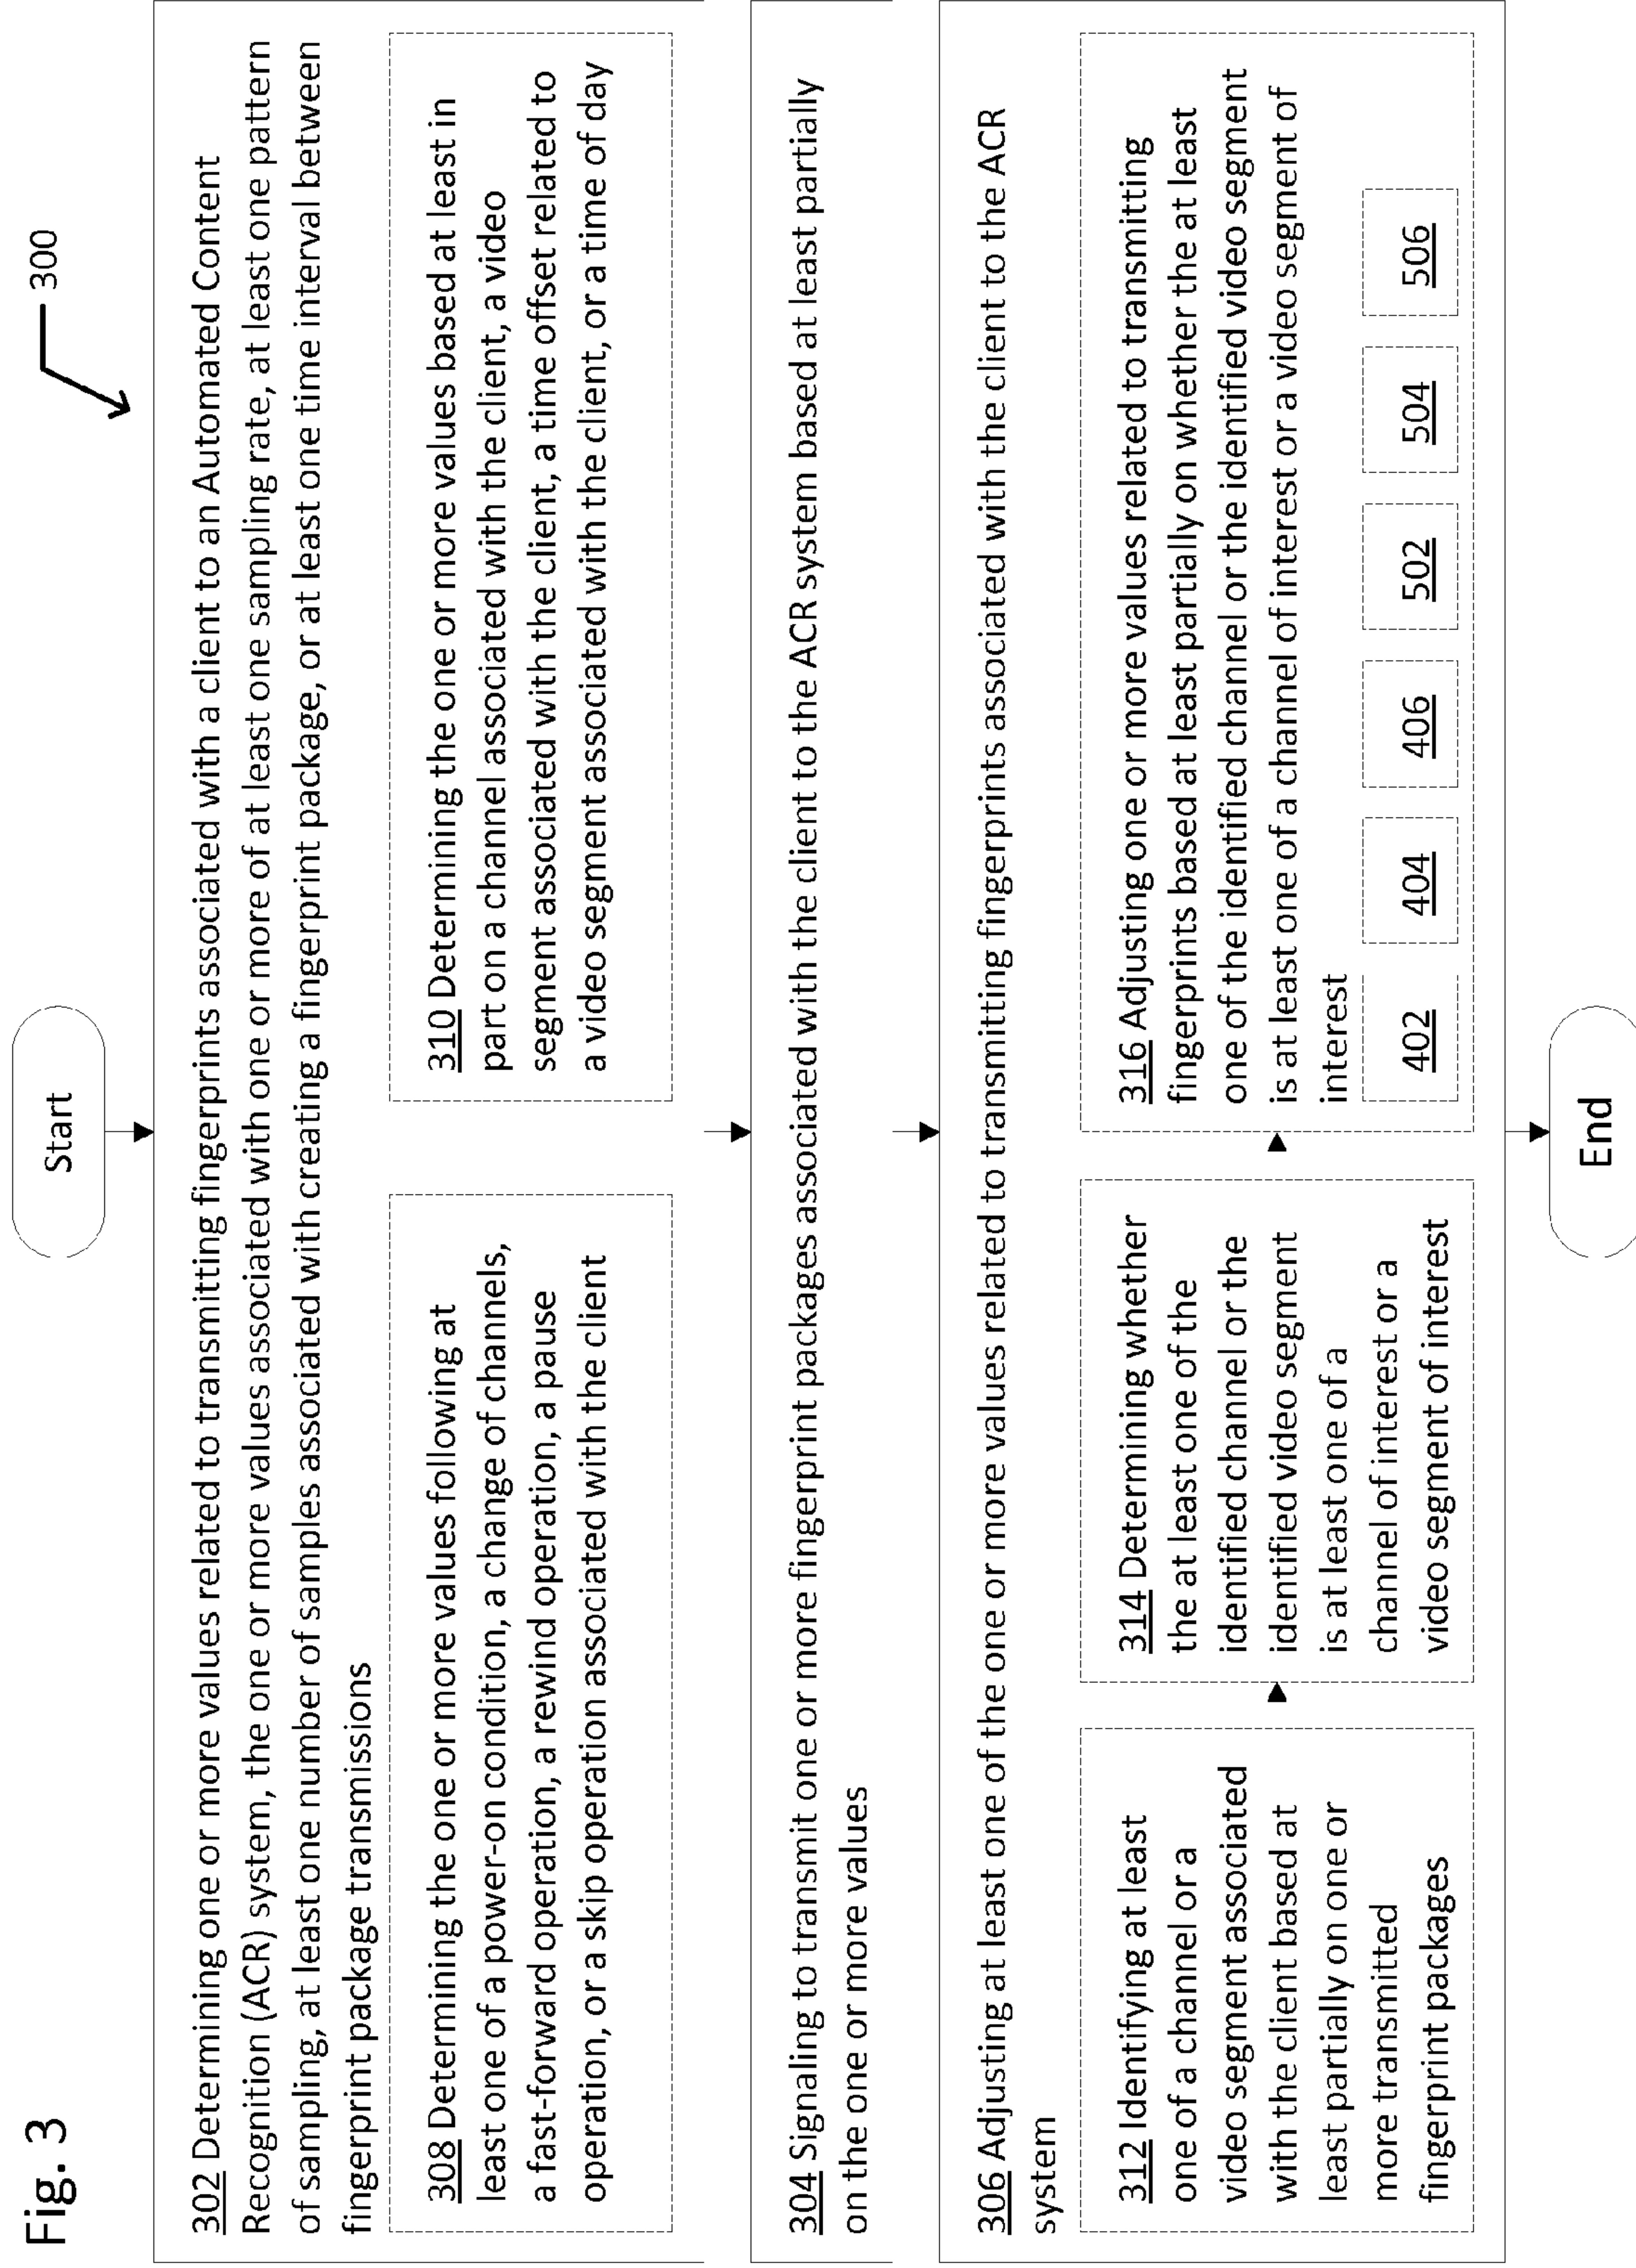 Fig. 3
300
Start
302 Determining one or more values related to transmitting fingerprints associated with a client to an Automated Content
Recognition (ACR) system, the one or more values associated with one or more of at least one sampling rate, at least one pattern
of sampling, at least one number of samples associated with creating a fingerprint package, or at least one time interval between
fingerprint package transmissions
308 Determining the one or more values following at
least one of a power-on condition, a change of channels,
a fast-forward operation, a rewind operation, a pause
operation, or a skip operation associated with the client
310 Determining the one or more values based at least in
part on a channel associated with the client, a video
segment associated with the client, a time offset related to
a video segment associated with the client, or a time of day
304 Signaling to transmit one or more fingerprint packages associated with the client to the ACR system based at least partially
on the one or more values
306 Adjusting at least one of the one or more values related to transmitting fingerprints associated with the client to the ACR
system
312 Identifying at least
one of a channel or a
video segment associated
with the client based at
least partially on one or
more transmitted
fingerprint packages
314 Determining whether
the at least one of the
identified channel or the
identified video segment
is at least one of a
channel of interest or a
video segment of interest
316 Adjusting one or more values related to transmitting
fingerprints based at least partially on whether the at least
one of the identified channel or the identified video segment
is at least one of a channel of interest or a video segment of
interest
402
404
406
502
504
506
End